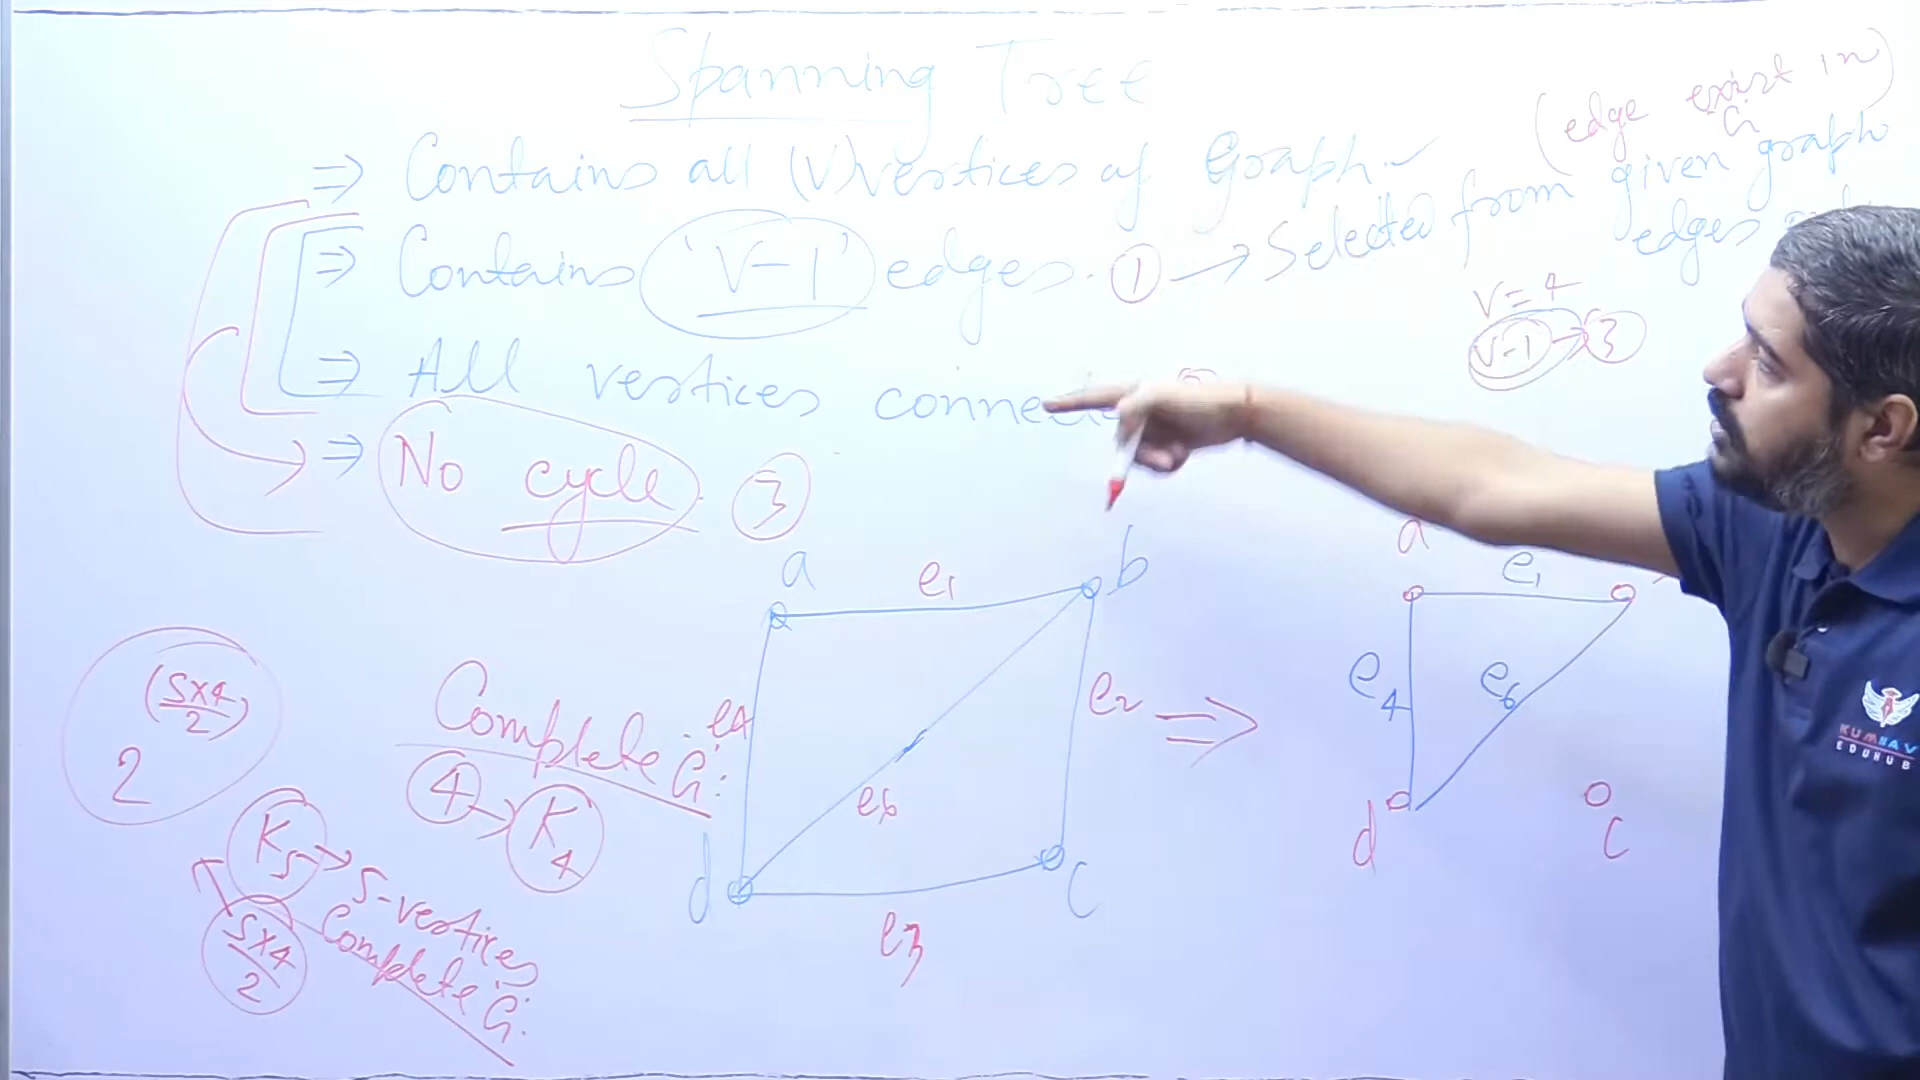 Spanning Tree
(edge exist in G)
⇒ Contains all (V) vertices of Graph.
⇒ Contains 'V-1' edges. ① → Selected from given graph
edges
V=4
V-1 → 3
⇒ All vertices
⇒ No cycle. ③
a e1 b
a e1
2^(5×4/2)
Complete G:
4 → K4
e4 e6 e2 ⇒
e4 e6
K5 → 5-vertices
Complete G.
5×4/2
d e3 c
d c
KUMNAV
EDUHUB